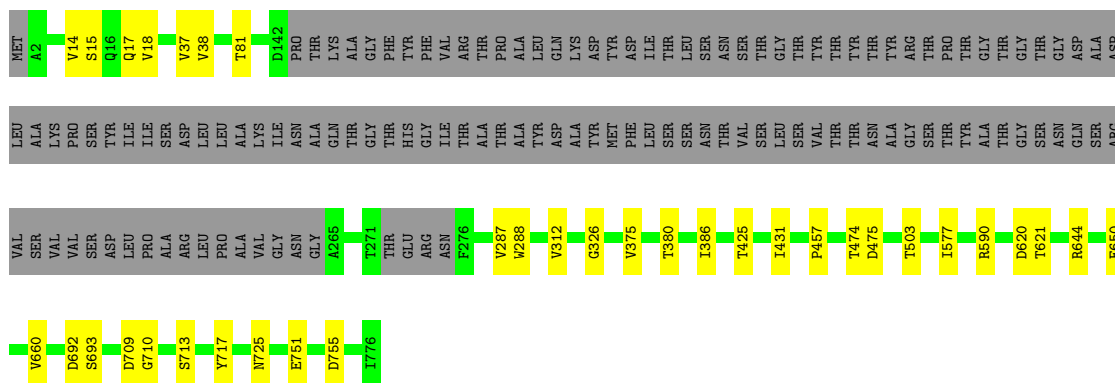 MET A2 V14 S15 Q16 Q17 V18 V37 V38 T81 D142 PRO THR LYS ALA GLY PHE TYR PHE VAL ARG THR PRO ALA LEU GLN LYS ASP TYR ASP ILE THR LEU SER ASN SER THR GLY THR TYR THR TYR THR TYR ARG THR PRO THR GLY THR GLY THR GLY ASP ALA ASP
LEU ALA LYS PRO SER TYR ILE ILE SER ASP LEU LEU ALA LYS ILE ASN ALA GLN THR GLY THR HIS GLY ILE THR ALA THR ALA TYR ASP ALA TYR MET PHE LEU SER SER ASN THR VAL SER LEU SER VAL THR THR ASN ALA GLY SER THR TYR ALA THR GLY SER ASN GLN SER ARG
VAL SER VAL VAL SER ASP LEU PRO ALA ARG LEU PRO ALA VAL GLY ASN GLY A265 T271 THR GLU ARG ASN F276 V287 W288 V312 G326 V375 T380 I386 T425 I431 P457 T474 D475 T503 I577 R590 D620 T621 R644 E650
V660 D692 S693 D709 G710 S713 Y717 N725 E751 D755 I776